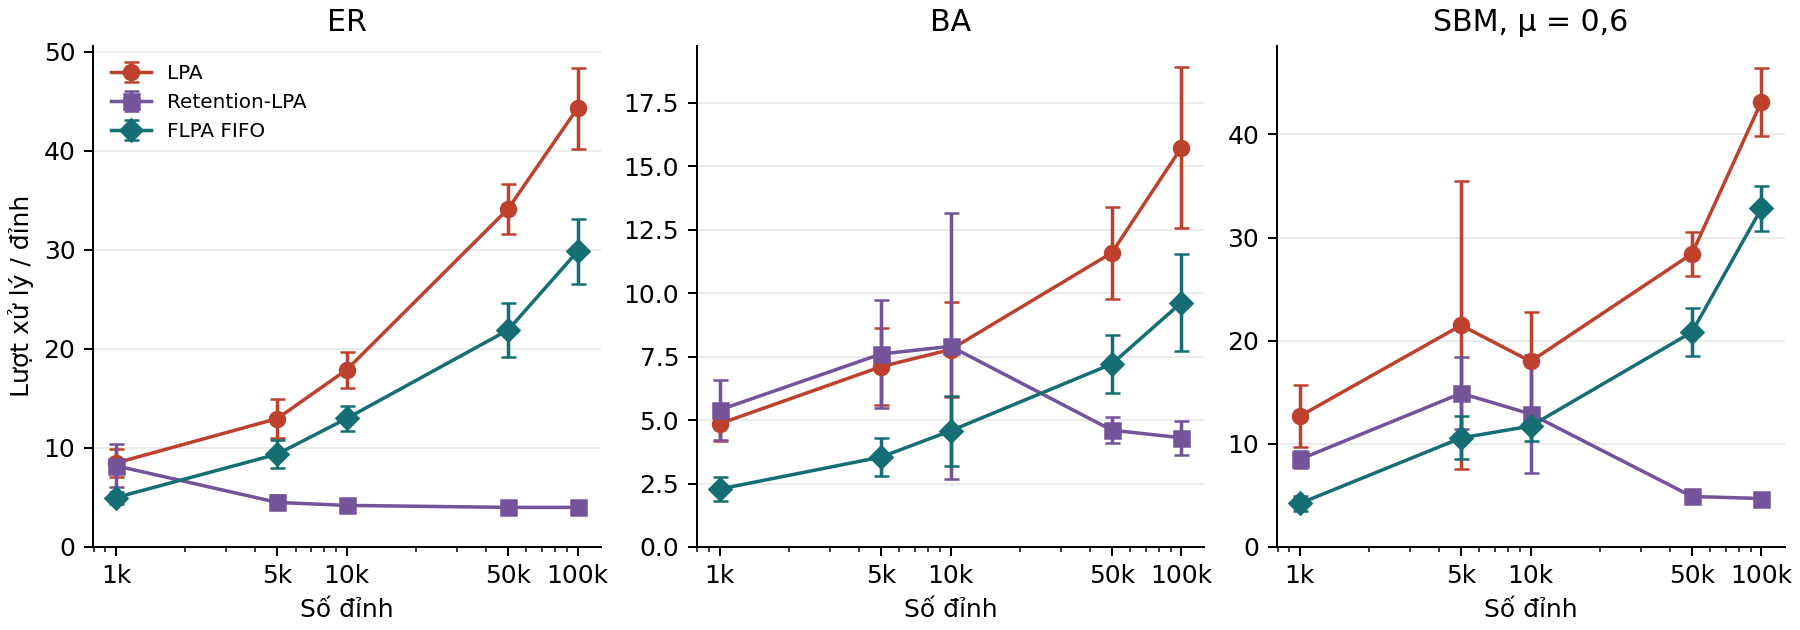 ER
50
40
30
20
10
0
Lượt xử lý / đỉnh
LPA
Retention-LPA
FLPA FIFO
1k 5k 10k 50k 100k
Số đỉnh
BA
17.5
15.0
12.5
10.0
7.5
5.0
2.5
0.0
1k 5k 10k 50k 100k
Số đỉnh
SBM, μ = 0,6
40
30
20
10
0
1k 5k 10k 50k 100k
Số đỉnh